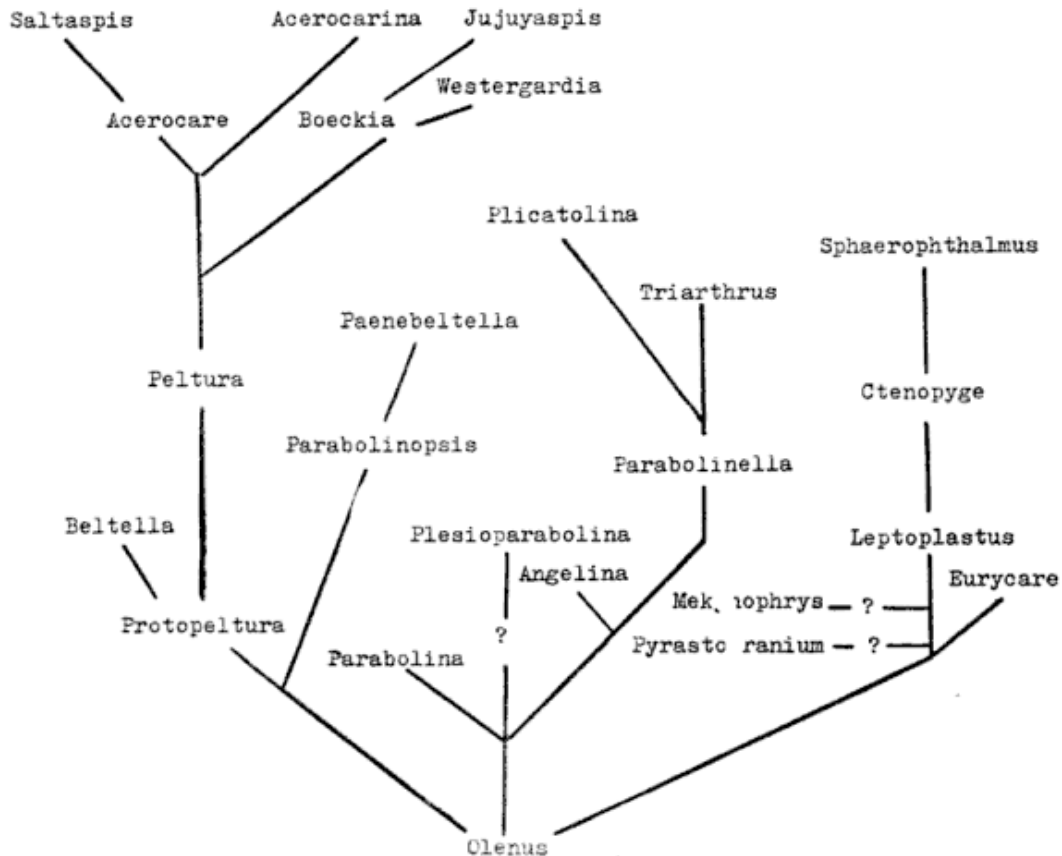 Saltaspis
Acerocarina
Jujuyaspis
Westergardia
Acerocare
Boeckia
Plicatolina
Sphaerophthalmus
Triarthrus
Paenebeltella
Peltura
Ctenopyge
Parabolinopsis
Parabolinella
Beltella
Plesioparabolina
Leptoplastus
Angelina
Eurycare
?
?
Protopeltura
?
Parabolina
Olenus